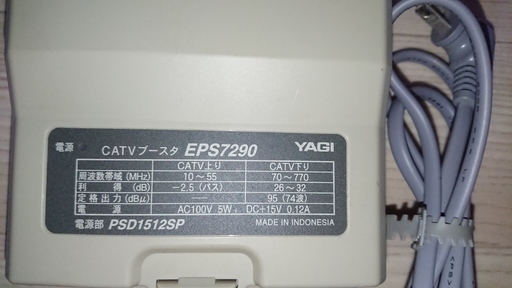 電源 CATVブースタ EPS7290 YAGI
CATV上り CATV下り
周波数帯域 (MHz) 10～55 70～770
利得 (dB) −2.5 (パス) 26～32
定格出力 (dBμ) ── 95 (74波)
電源 AC100V 5W , DC+15V 0.12A
電源部 PSD1512SP MADE IN INDONESIA